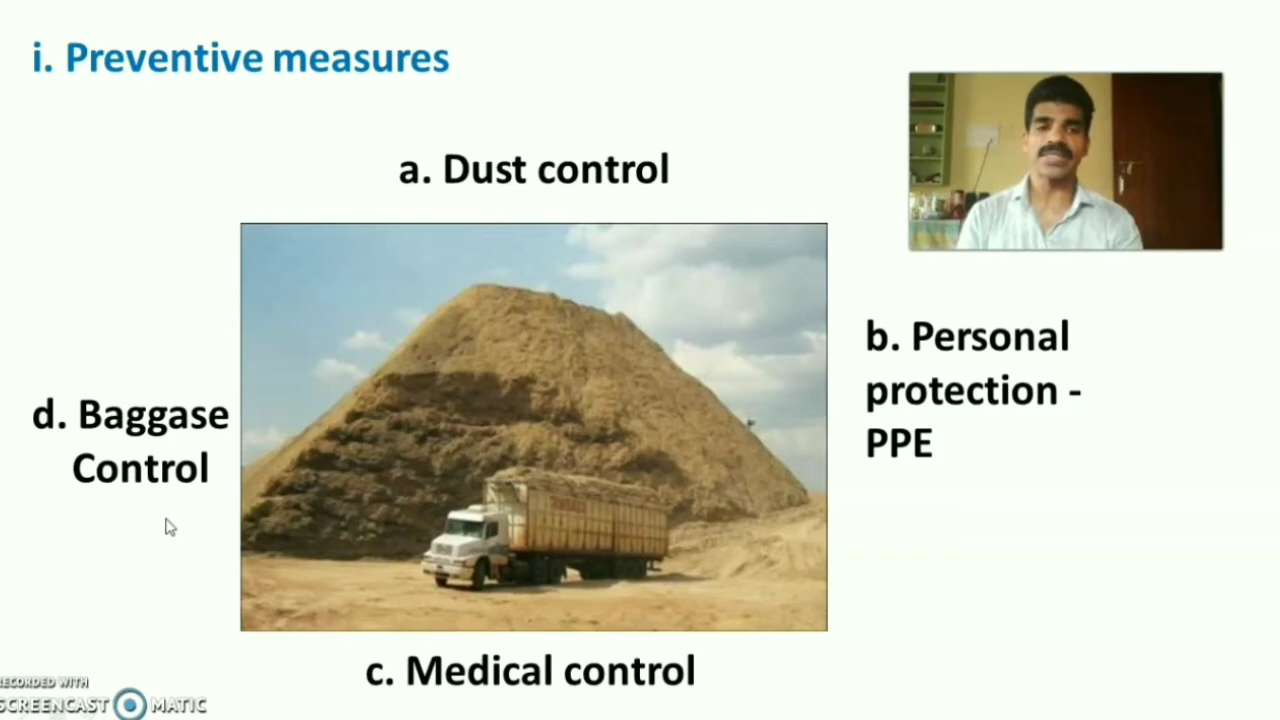 i. Preventive measures
a. Dust control
b. Personal
protection -
PPE
d. Baggase
Control
c. Medical control
RECORDED WITH
SCREENCAST MATIC